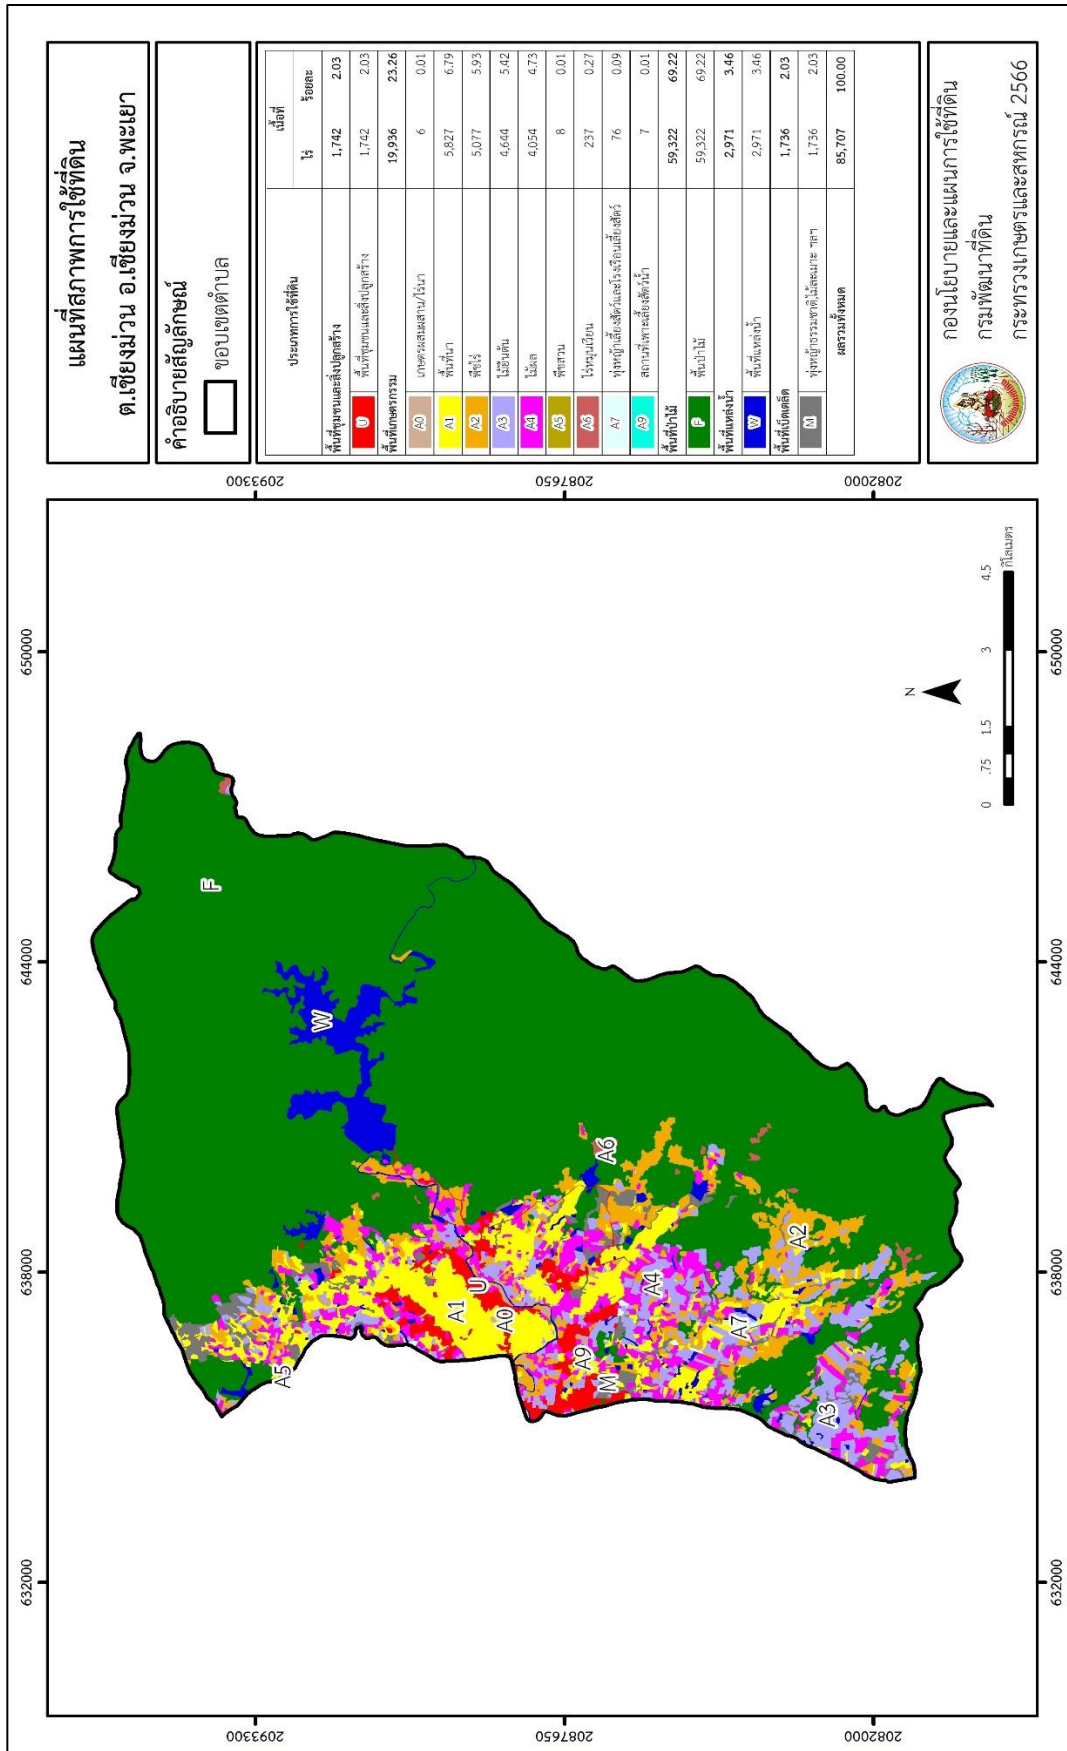 แผนที่สภาพการใช้ที่ดิน
ต.เชียงม่วน อ.เชียงม่วน จ.พะเยา
คำอธิบายสัญลักษณ์
ขอบเขตตำบล
ประเภทการใช้ที่ดิน เนื้อที่
ไร่ ร้อยละ
พื้นที่ชุมชนและสิ่งปลูกสร้าง 1,742 2.03
U พื้นที่ชุมชนและสิ่งปลูกสร้าง 1,742 2.03
พื้นที่เกษตรกรรม 19,936 23.26
A0 เกษตรผสมผสาน/ไร่นา 6 0.01
A1 พื้นที่นา 5,827 6.79
A2 พืชไร่ 5,077 5.93
A3 ไม้ยืนต้น 4,644 5.42
A4 ไม้ผล 4,054 4.73
A5 พืชสวน 8 0.01
A6 ไร่หมุนเวียน 237 0.27
A7 ทุ่งหญ้าเลี้ยงสัตว์และโรงเรือนเลี้ยงสัตว์ 76 0.09
A9 สถานที่เพาะเลี้ยงสัตว์น้ำ 7 0.01
พื้นที่ป่าไม้ 59,322 69.22
F พื้นป่าไม้ 59,322 69.22
พื้นที่แหล่งน้ำ 2,971 3.46
W พื้นที่แหล่งน้ำ 2,971 3.46
พื้นที่เบ็ดเตล็ด 1,736 2.03
M ทุ่งหญ้าธรรมชาติ,ไม้ละเมาะ ฯลฯ 1,736 2.03
ผลรวมทั้งหมด 85,707 100.00
กองนโยบายและแผนการใช้ที่ดิน
กรมพัฒนาที่ดิน
กระทรวงเกษตรและสหกรณ์ 2566
632000 638000 644000 650000
2093300
2087650
2082000
F
W
A5
A1
U
A0
A6
A9
M
A4
A7
A2
A3
N
0 .75 1.5 3 4.5
กิโลเมตร
632000 638000 644000 650000
2093300
2087650
2082000